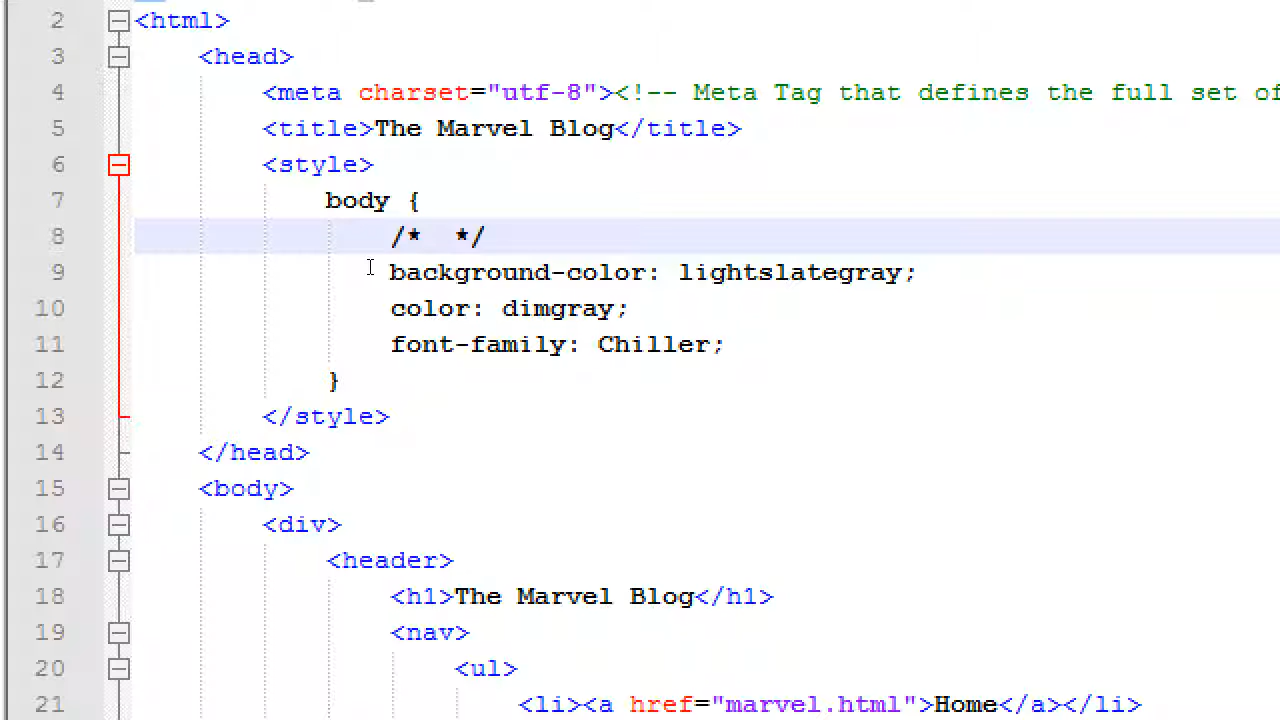 2 <html>
3 <head>
4 <meta charset="utf-8"><!-- Meta Tag that defines the full set of
5 <title>The Marvel Blog</title>
6 <style>
7 body {
8 /*  */
9 background-color: lightslategray;
10 color: dimgray;
11 font-family: Chiller;
12 }
13 </style>
14 </head>
15 <body>
16 <div>
17 <header>
18 <h1>The Marvel Blog</h1>
19 <nav>
20 <ul>
21 <li><a href="marvel.html">Home</a></li>